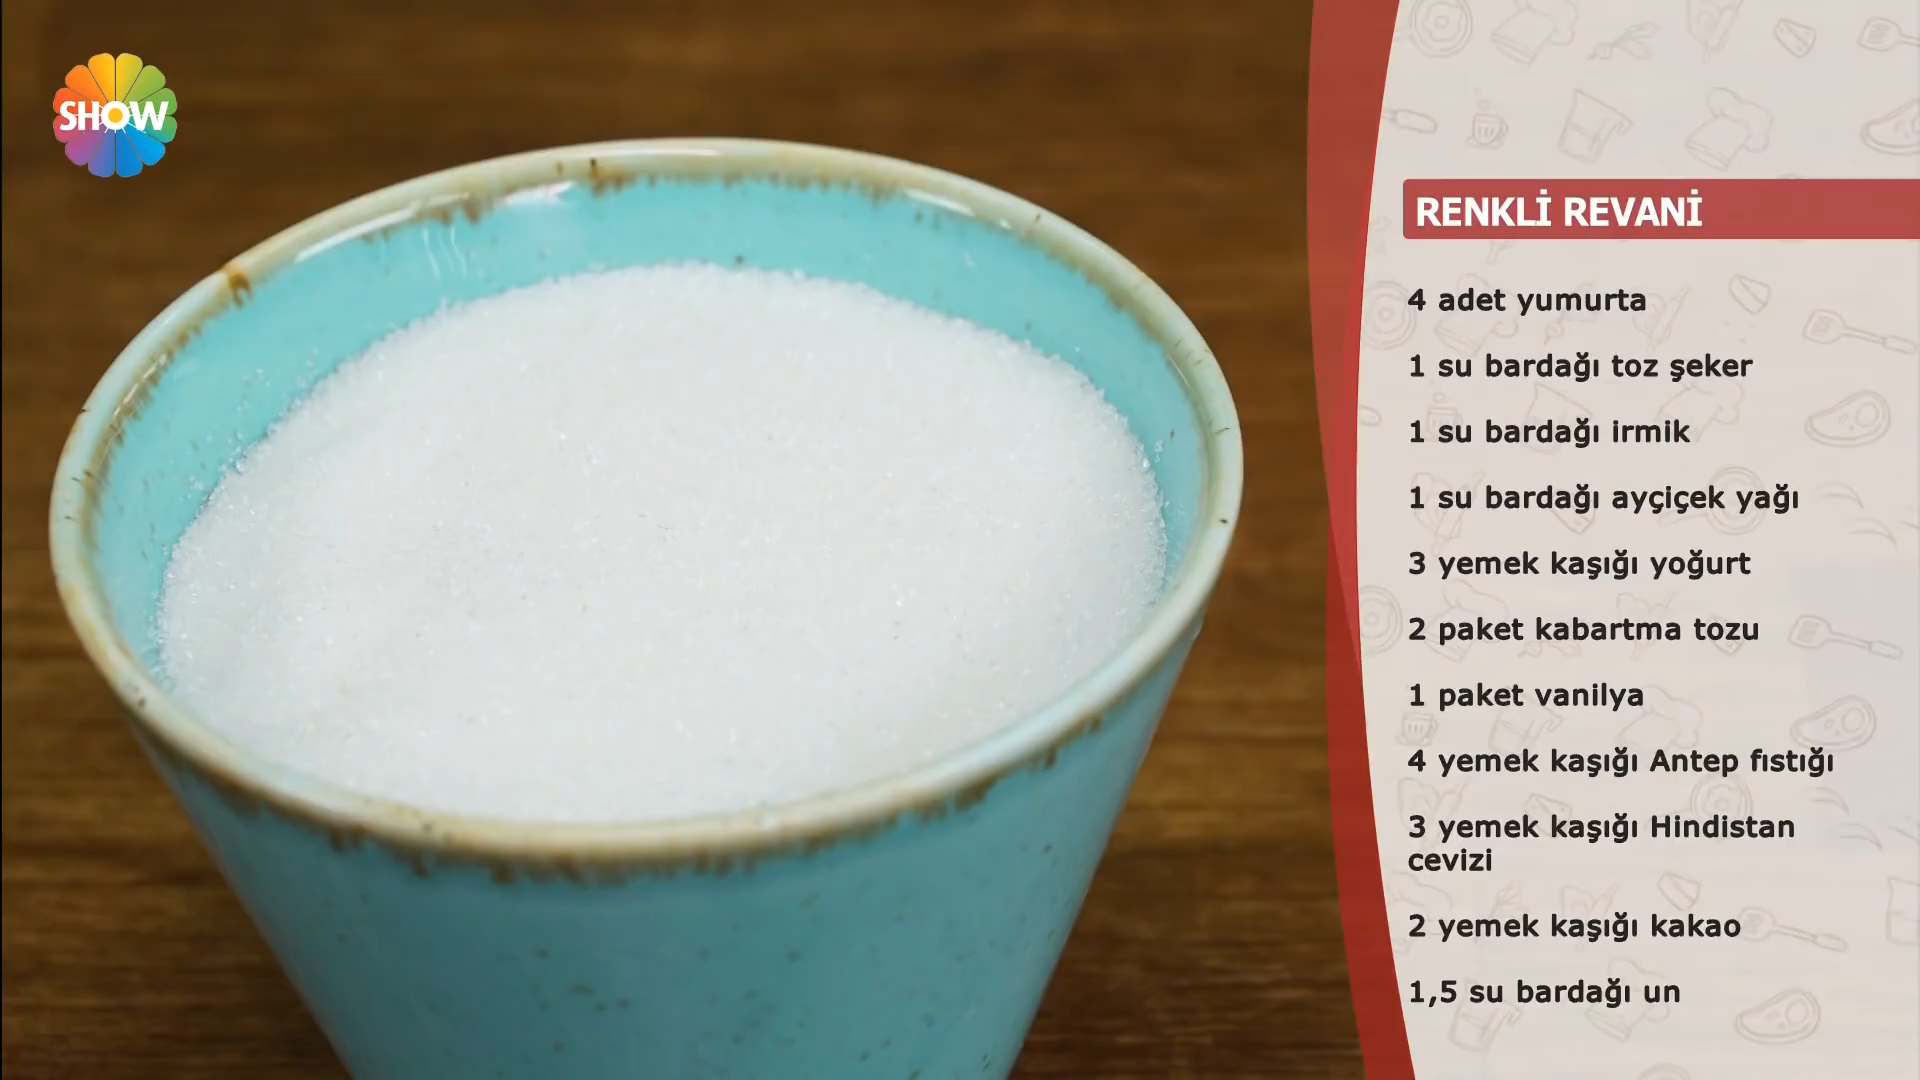 SHOW
RENKLİ REVANİ
4 adet yumurta
1 su bardağı toz şeker
1 su bardağı irmik
1 su bardağı ayçiçek yağı
3 yemek kaşığı yoğurt
2 paket kabartma tozu
1 paket vanilya
4 yemek kaşığı Antep fıstığı
3 yemek kaşığı Hindistan
cevizi
2 yemek kaşığı kakao
1,5 su bardağı un